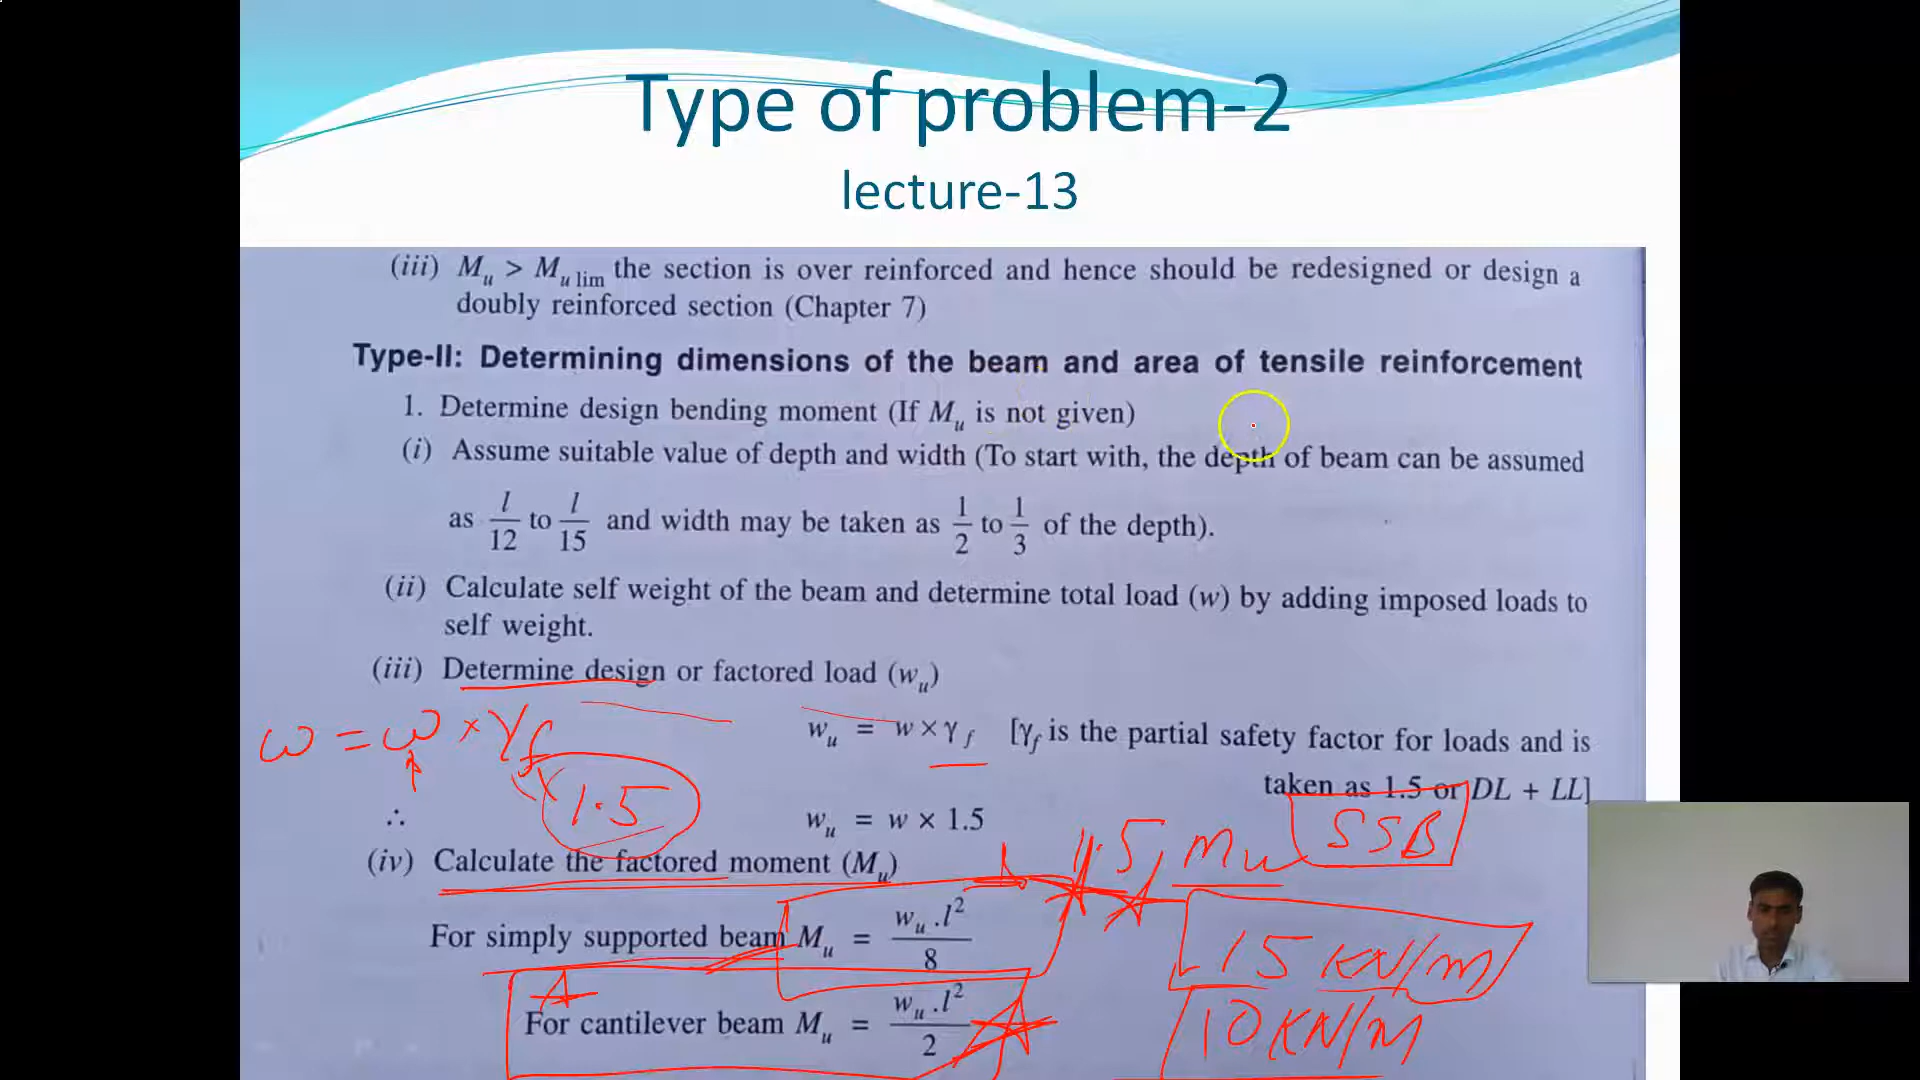 Type of problem-2
lecture-13
(iii) Mu > Mu lim the section is over reinforced and hence should be redesigned or design a
doubly reinforced section (Chapter 7)
Type-II: Determining dimensions of the beam and area of tensile reinforcement
1. Determine design bending moment (If Mu is not given)
(i) Assume suitable value of depth and width (To start with, the depth of beam can be assumed
as l/12 to l/15 and width may be taken as 1/2 to 1/3 of the depth).
(ii) Calculate self weight of the beam and determine total load (w) by adding imposed loads to
self weight.
(iii) Determine design or factored load (wu)
ω = ω × γf
wu = w × γf [γf is the partial safety factor for loads and is
taken as 1.5 or DL + LL]
1.5
∴ wu = w × 1.5
SSB
(iv) Calculate the factored moment (Mu)
1.5, Mu
For simply supported beam Mu = wu.l²/8
15 KN/m
For cantilever beam Mu = wu.l²/2
10 KN/M